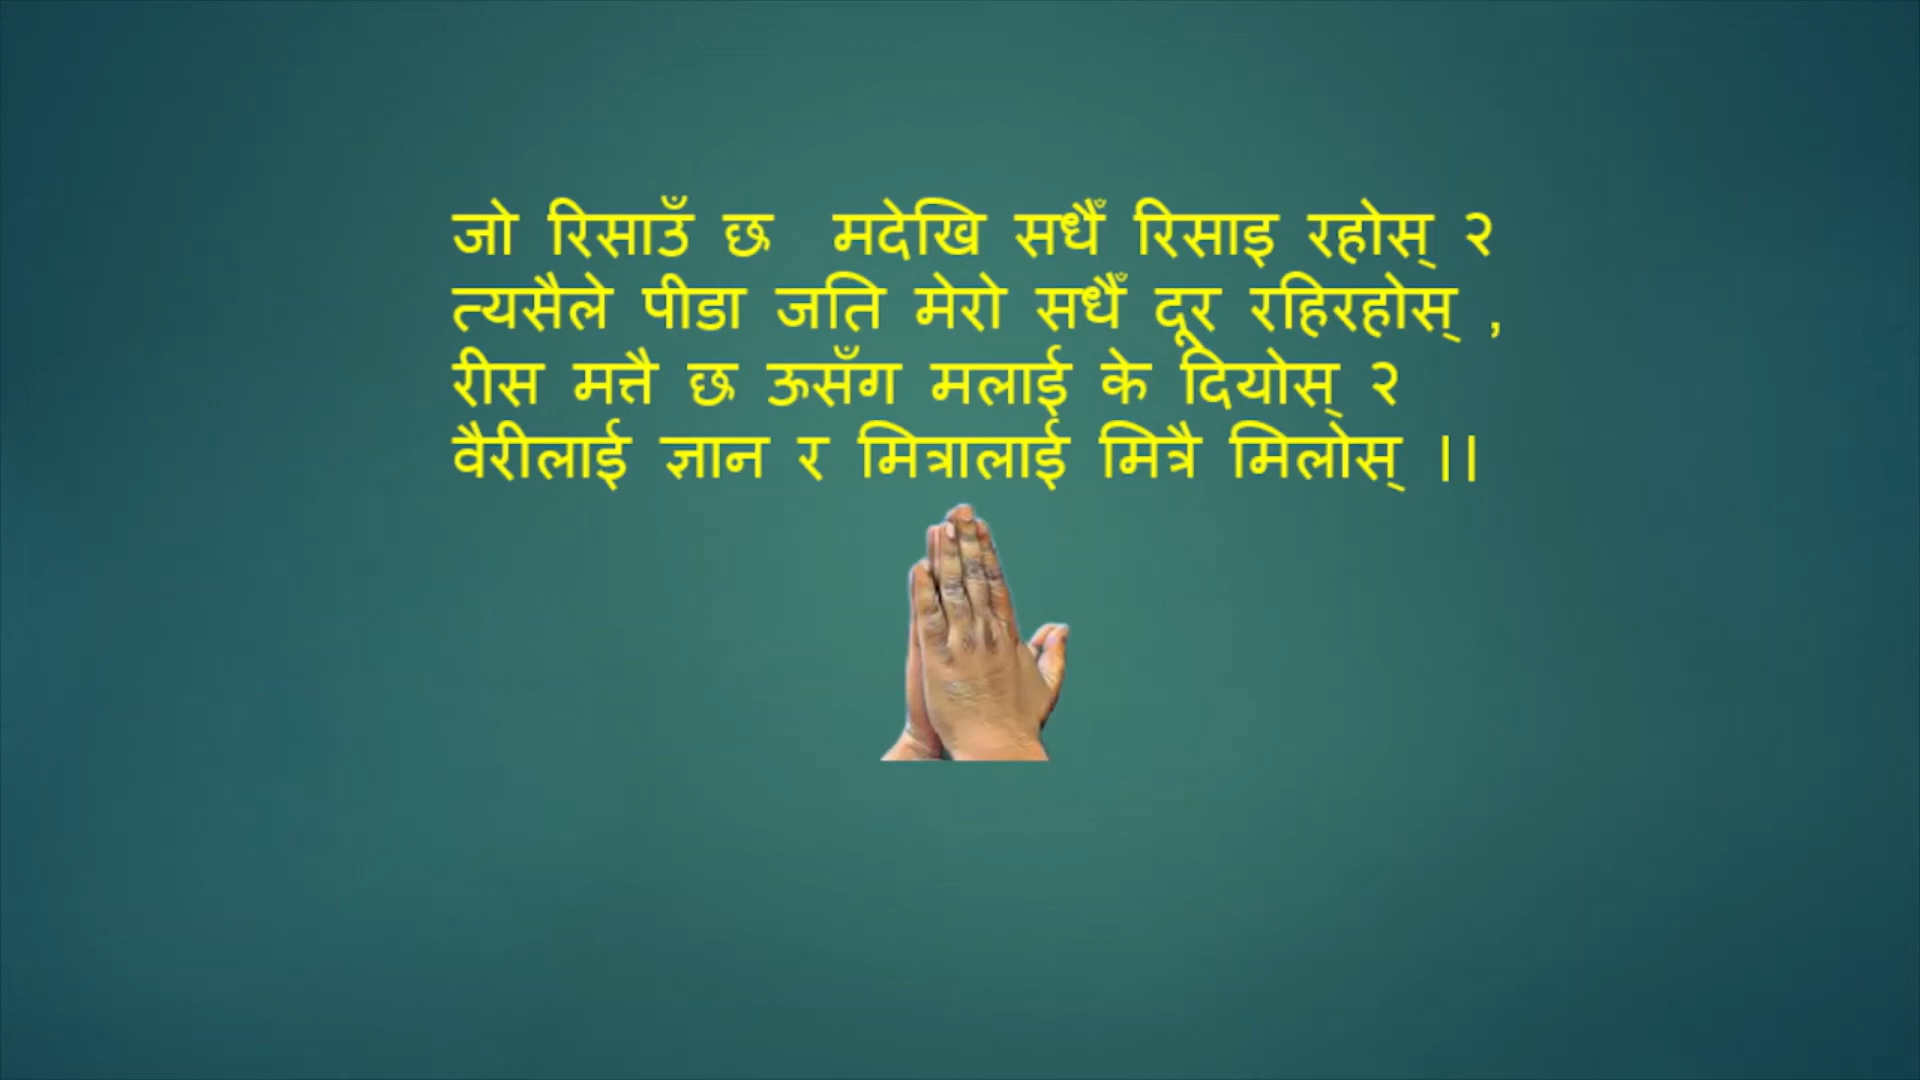 जो रिसाउँ छ मदेखि सधैँ रिसाइ रहोस् २
त्यसैले पीडा जति मेरो सधैँ दूर रहिरहोस् ,
रीस मत्तै छ ऊसँग मलाई के दियोस् २
वैरीलाई ज्ञान र मित्रालाई मित्रै मिलोस् ।।